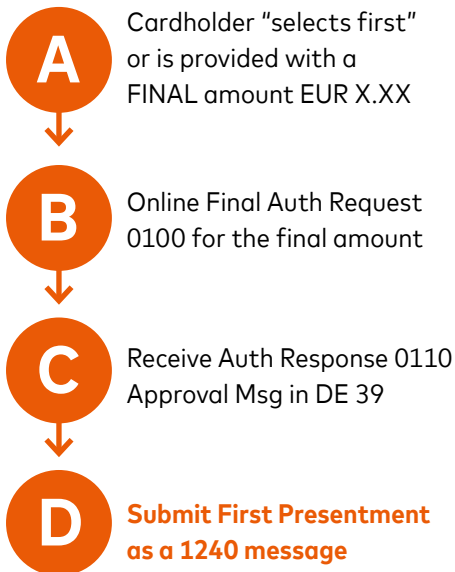 A
Cardholder “selects first”
or is provided with a
FINAL amount EUR X.XX
B
Online Final Auth Request
0100 for the final amount
C
Receive Auth Response 0110
Approval Msg in DE 39
D
Submit First Presentment
as a 1240 message